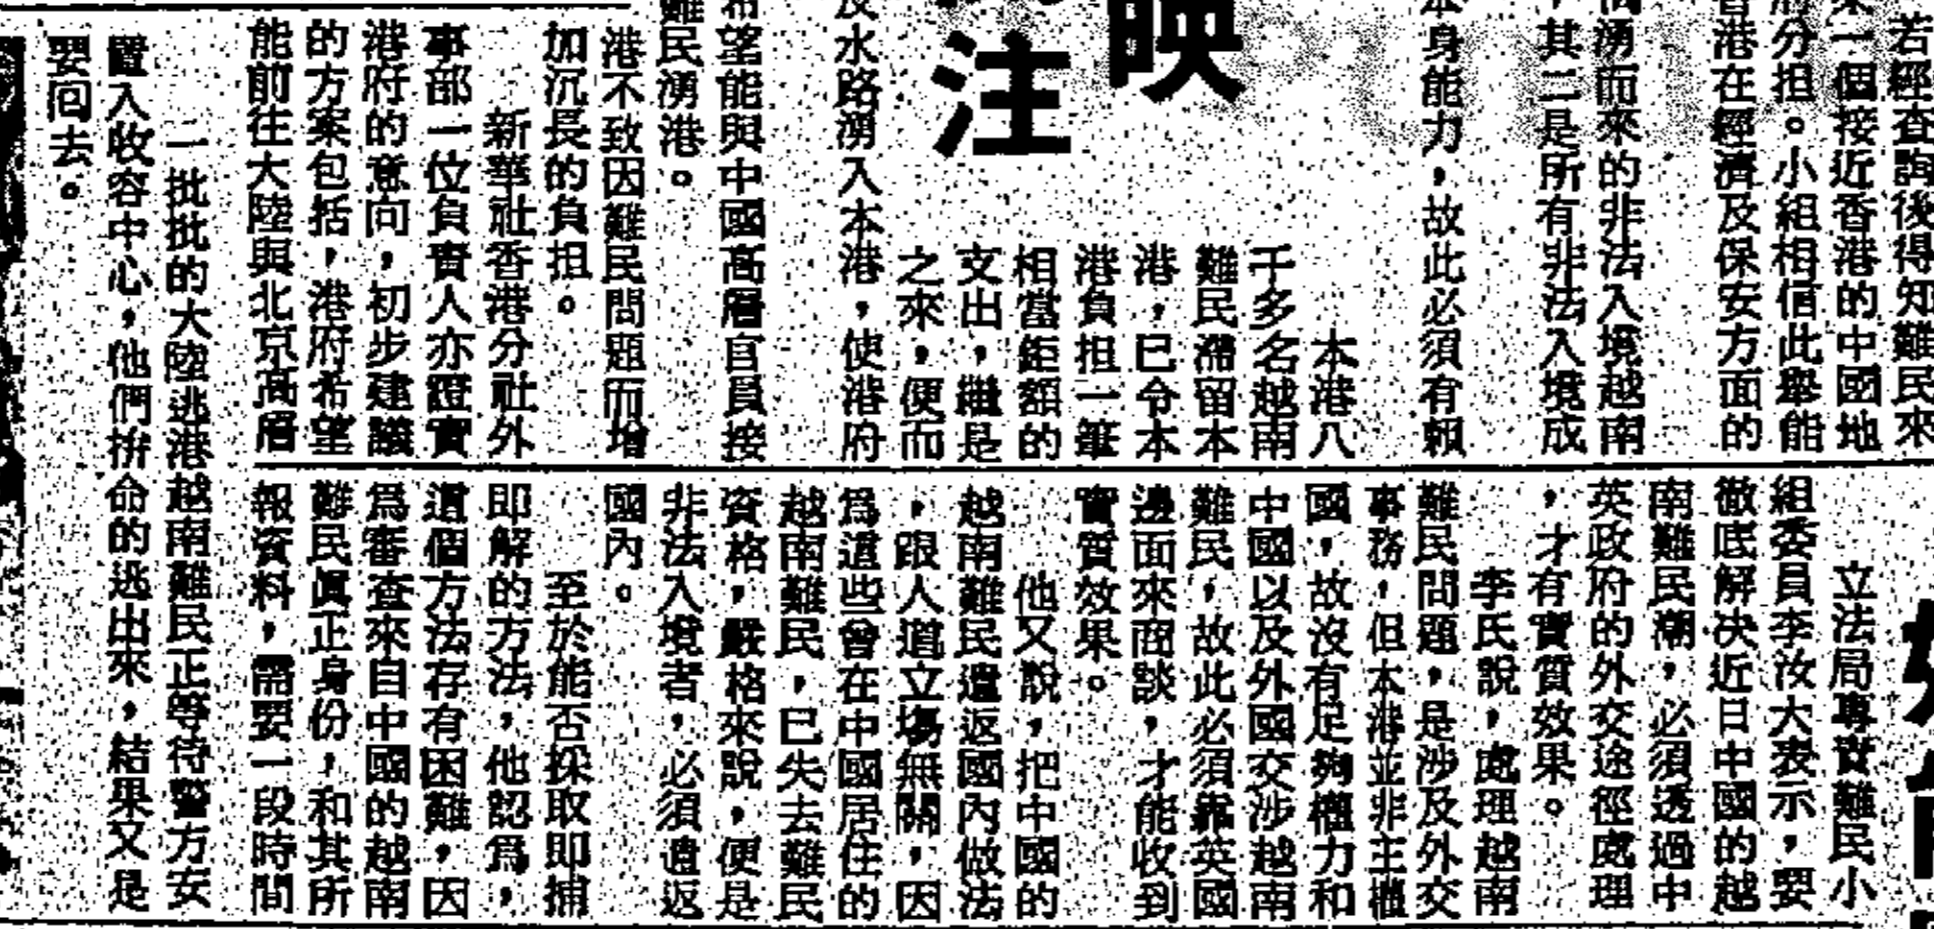 若經查詢後得知難民來
一個接近香港的中國地
分担。小組相信此舉能
香港在經濟及保安方面的
湧而來的非法入境越南
，其二是所有非法入境成
本身能力，故此必須有賴
映
注
本港八
千多名越南
難民滯留本
港，已令本
港負担一筆
相當鉅額的
支出，繼是
之來，便而
及水路湧入本港，使港府
希望能與中國高層官員接
難民湧港。
港不致因難民問題而增
加沉長的負担。
新華社香港分社外
事部一位負責人亦證實
港府的意向，初步建議
的方案包括，港府希望
能前往大陸與北京高層
立法局專責難民小
組委員李汝大表示，要
徹底解決近日中國的越
南難民潮，必須透過中
英政府的外交途徑處理
，才有實質效果。
李氏說，處理越南
難民問題，是涉及外交
事務，但本港並非主權
國，故沒有足夠權力和
中國以及外國交涉越南
難民，故此必須靠英國
邊面來商談，才能收到
實質效果。
他又說，把中國的
越南難民遣返國內做法
，跟人道立場無關，因
爲這些曾在中國居住的
越南難民，已失去難民
資格，嚴格來說，便是
非法入境者，必須遣返
國內。
至於能否採取即捕
即解的方法，他認爲，
這個方法存有困難，因
爲審查來自中國的越南
難民眞正身份，和其所
報資料，需要一段時間
一批批的大陸逃港越南難民正等待警方安
置入收容中心，他們拚命的逃出來，結果又是
要回去。